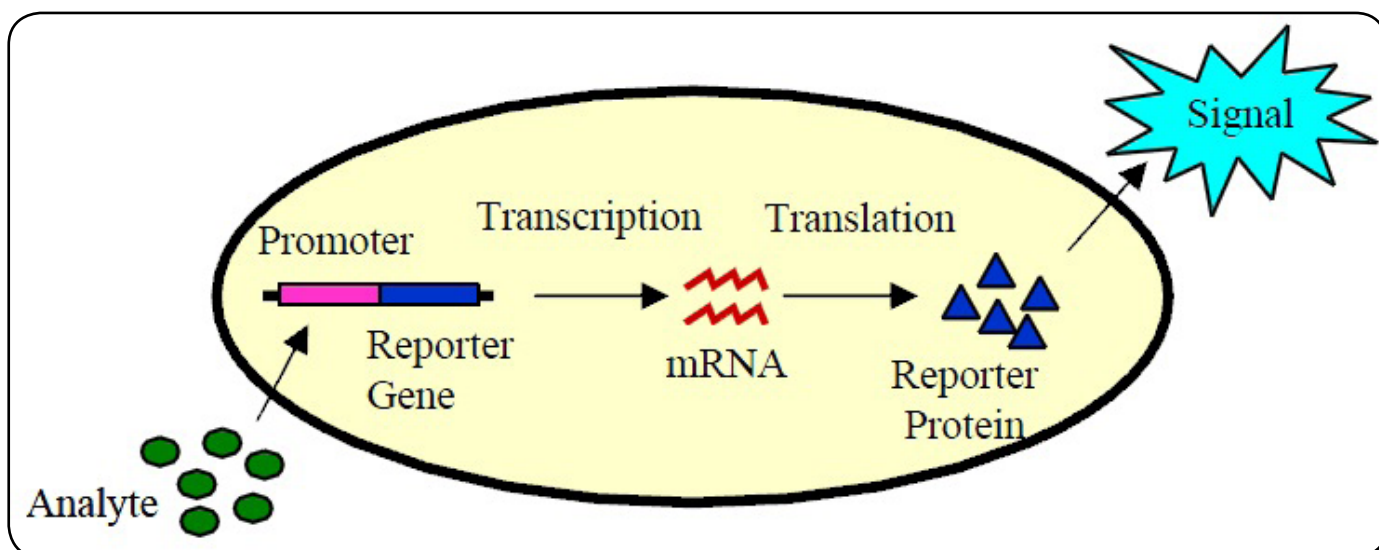 Signal
Transcription
Translation
Promoter
Reporter
Gene
mRNA
Reporter
Protein
Analyte